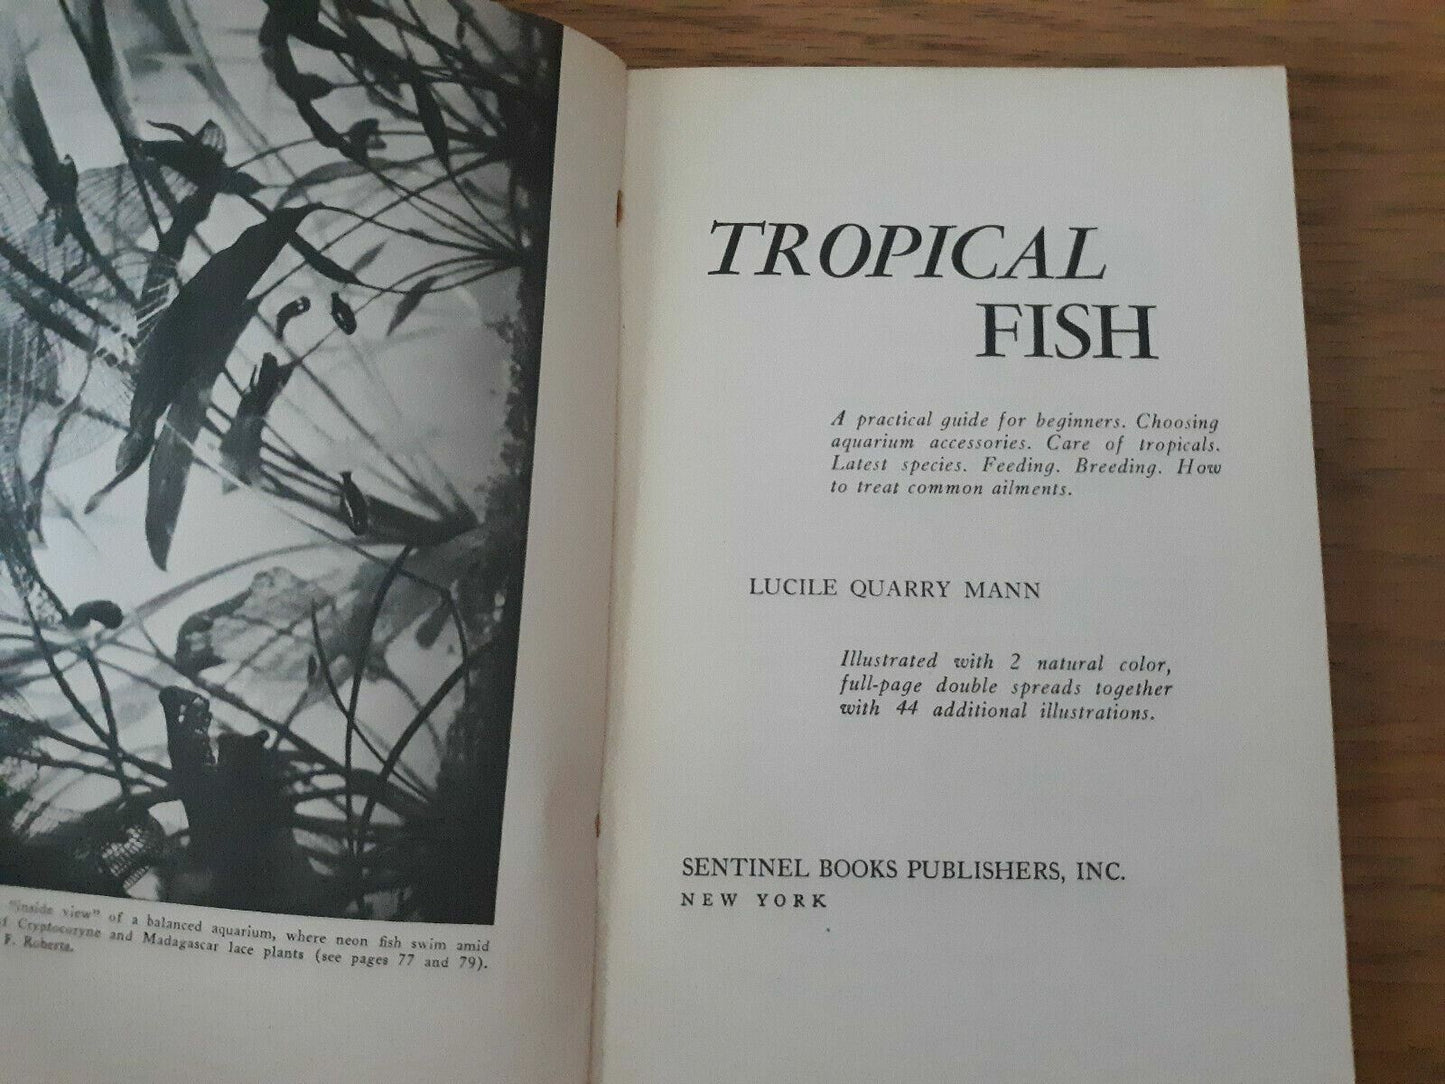 "inside view" of a balanced aquarium, where neon fish swim amid
of Cryptocoryne and Madagascar lace plants (see pages 77 and 79).
F. Roberts.
TROPICAL
FISH
A practical guide for beginners. Choosing
aquarium accessories. Care of tropicals.
Latest species. Feeding. Breeding. How
to treat common ailments.
LUCILE QUARRY MANN
Illustrated with 2 natural color,
full-page double spreads together
with 44 additional illustrations.
SENTINEL BOOKS PUBLISHERS, INC.
NEW YORK